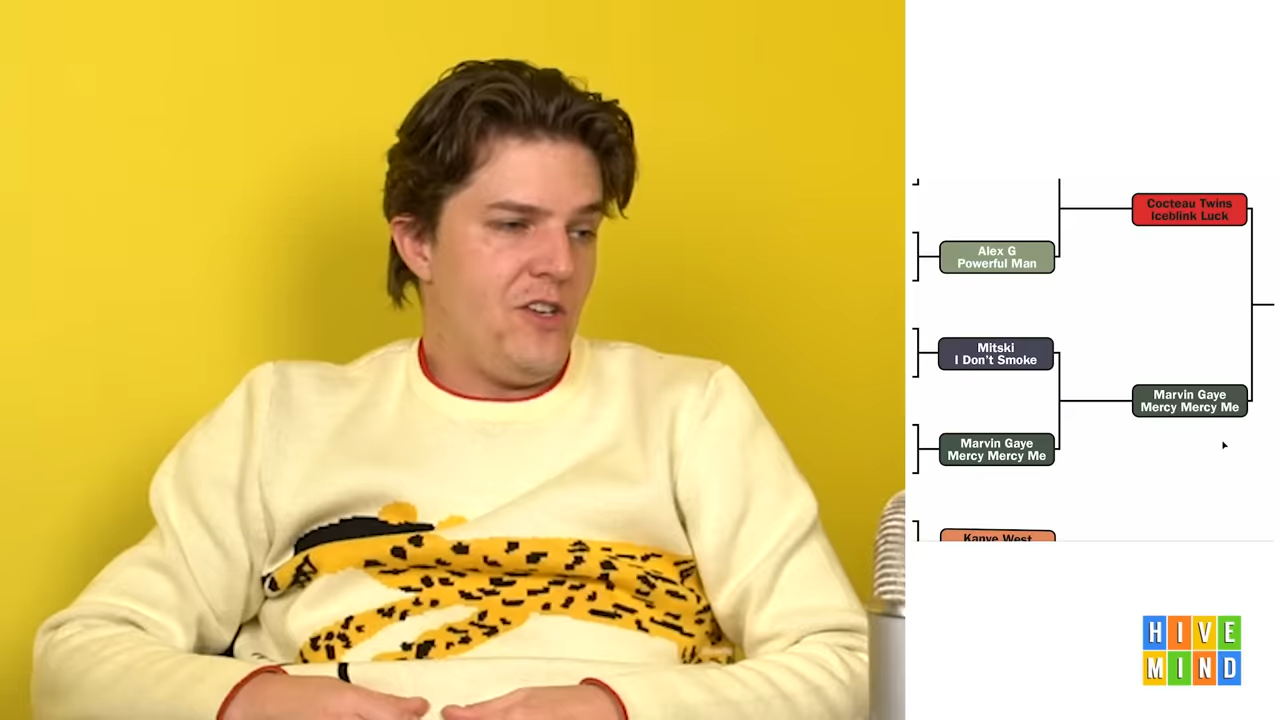 Cocteau Twins
Iceblink Luck
Alex G
Powerful Man
Mitski
I Don't Smoke
Marvin Gaye
Mercy Mercy Me
Marvin Gaye
Mercy Mercy Me
Kanye West
HIVE
MIND